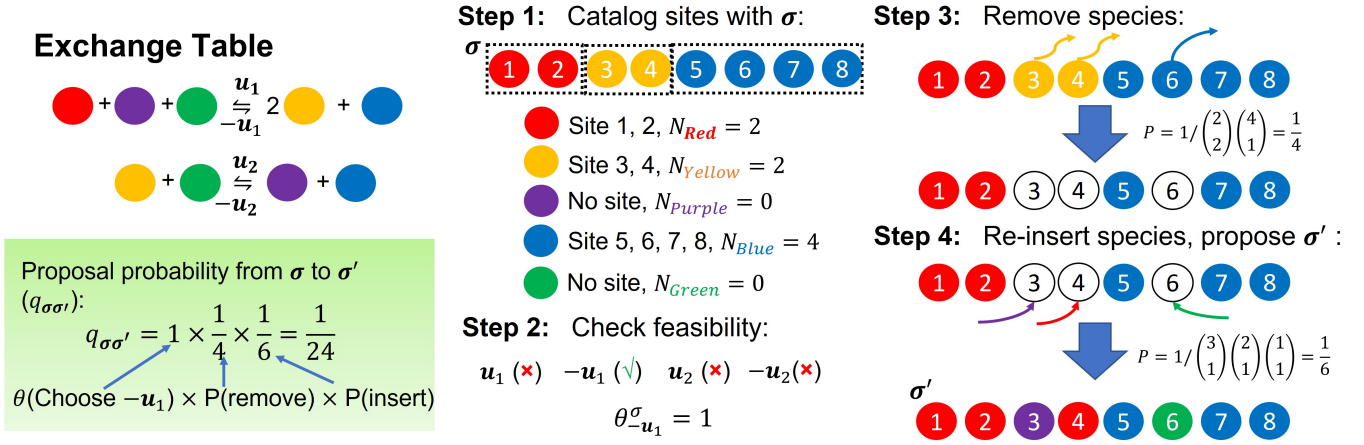 Exchange Table
+ + u₁ ⇋ −u₁ 2 +
+ u₂ ⇋ −u₂ +
Proposal probability from σ to σ′
(q_σσ′):
q_σσ′ = 1 × 1/4 × 1/6 = 1/24
θ(Choose −u₁) × P(remove) × P(insert)
Step 1: Catalog sites with σ:
σ 1 2 3 4 5 6 7 8
Site 1, 2, N_Red = 2
Site 3, 4, N_Yellow = 2
No site, N_Purple = 0
Site 5, 6, 7, 8, N_Blue = 4
No site, N_Green = 0
Step 2: Check feasibility:
u₁ (×) −u₁ (√) u₂ (×) −u₂(×)
θ^σ_−u₁ = 1
Step 3: Remove species:
1 2 3 4 5 6 7 8
P = 1/(2 2)(4 1) = 1/4
1 2 3 4 5 6 7 8
Step 4: Re-insert species, propose σ′ :
1 2 3 4 5 6 7 8
P = 1/(3 1)(2 1)(1 1) = 1/6
σ′
1 2 3 4 5 6 7 8